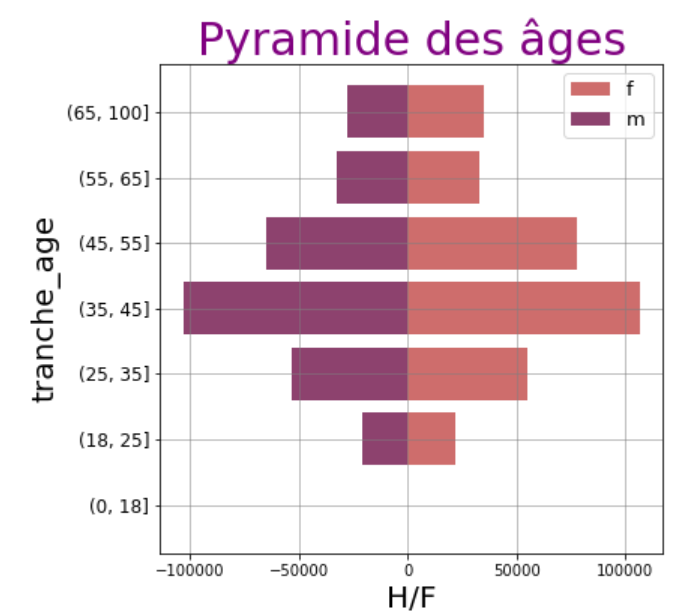 Pyramide des âges
f
m
tranche_age
(65, 100]
(55, 65]
(45, 55]
(35, 45]
(25, 35]
(18, 25]
(0, 18]
−100000 −50000 0 50000 100000
H/F